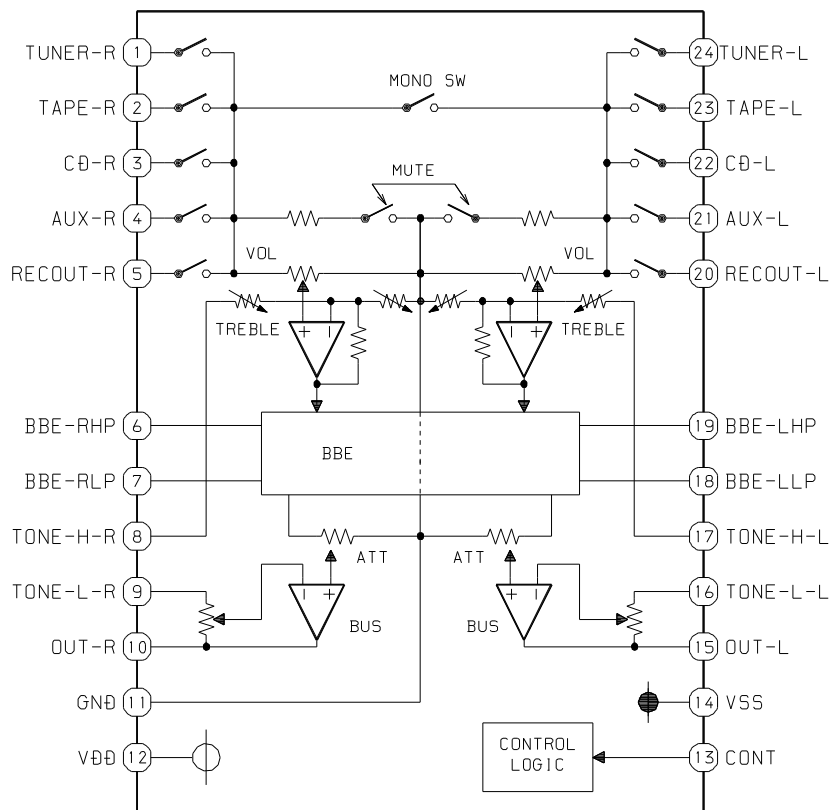 TUNER-R 1 24 TUNER-L
MONO SW
TAPE-R 2 23 TAPE-L
CD-R 3 22 CD-L
MUTE
AUX-R 4 21 AUX-L
VOL VOL
RECOUT-R 5 20 RECOUT-L
TREBLE + - - + TREBLE
BBE-RHP 6 19 BBE-LHP
BBE
BBE-RLP 7 18 BBE-LLP
TONE-H-R 8 17 TONE-H-L
ATT ATT
TONE-L-R 9 - + + - 16 TONE-L-L
BUS BUS
OUT-R 10 15 OUT-L
GND 11 14 VSS
CONTROL
LOGIC
VDD 12 13 CONT